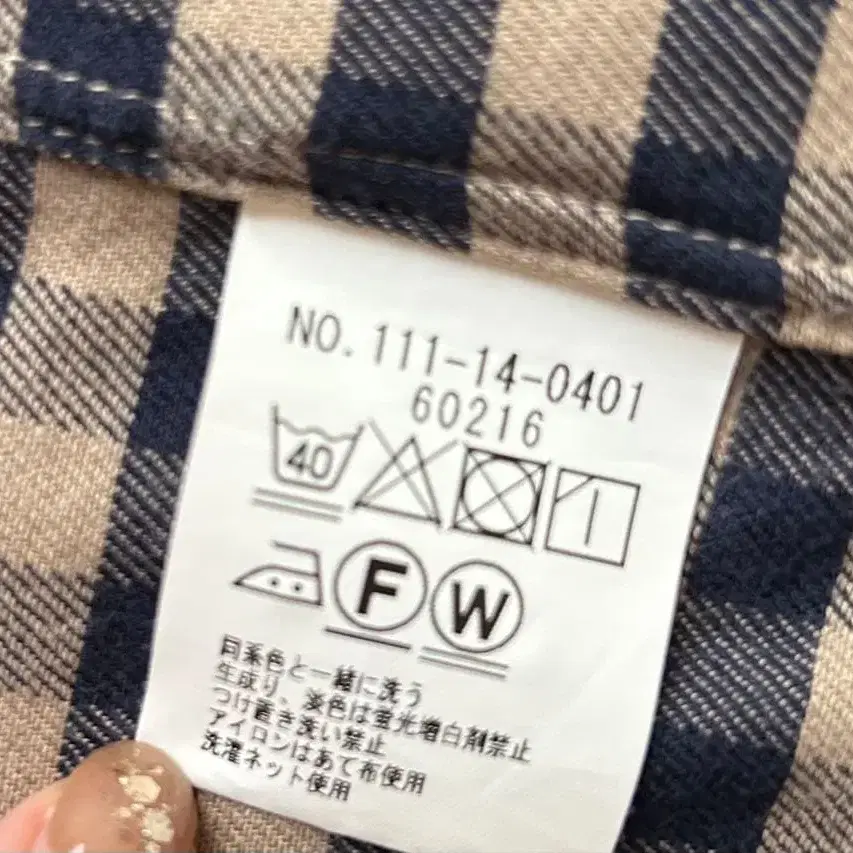 NO. 111-14-0401
60216
40
F W
同系色と一緒に洗う
生成り、淡色は蛍光増白剤禁止
つけ置き洗い禁止
アイロンはあて布使用
洗濯ネット使用